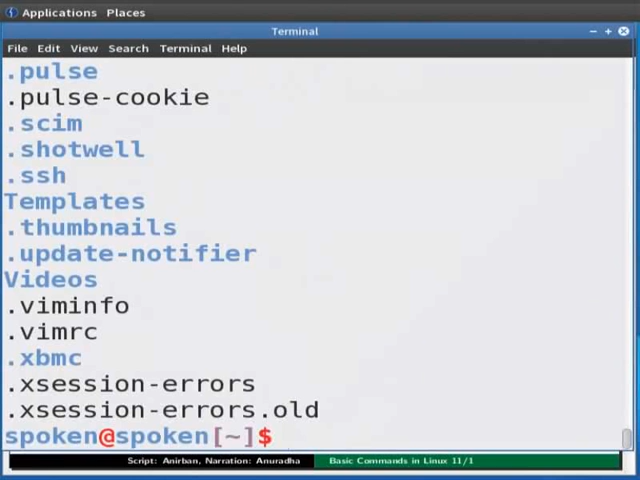 Applications Places
Terminal
File Edit View Search Terminal Help
.pulse
.pulse-cookie
.scim
.shotwell
.ssh
Templates
.thumbnails
.update-notifier
Videos
.viminfo
.vimrc
.xbmc
.xsession-errors
.xsession-errors.old
spoken@spoken[~]$
Script: Anirban, Narration: Anuradha Basic Commands in Linux 11/1